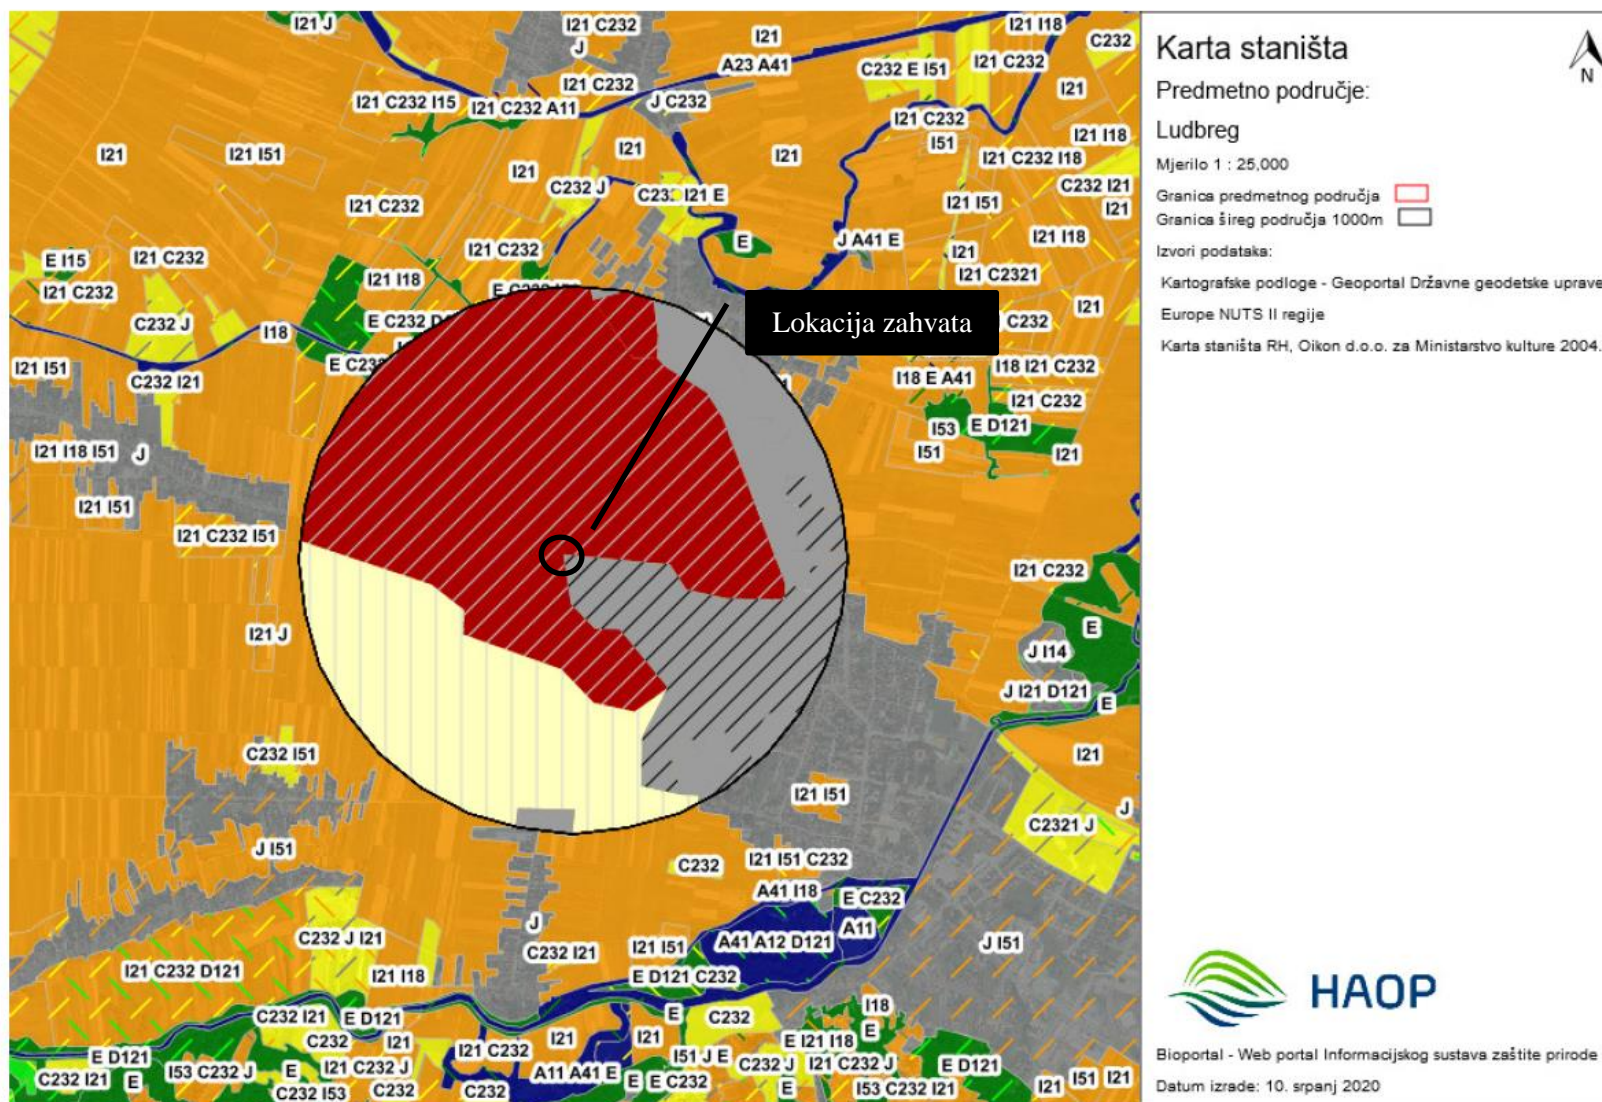 Karta staništa
N
Predmetno područje:
Ludbreg
Mjerilo 1 : 25,000
Granica predmetnog područja
Granica šireg područja 1000m
Izvori podataka:
Kartografske podloge - Geoportal Državne geodetske uprave
Europe NUTS II regije
Karta staništa RH, Oikon d.o.o. za Ministarstvo kulture 2004.
HAOP
Bioportal - Web portal Informacijskog sustava zaštite prirode
Datum izrade: 10. srpanj 2020
Lokacija zahvata
I21 J
I21 C232
J
I21
I21 I18
C232
A23 A41
C232 E I51
I21 C232
I21 C232
I21
I21 C232 I15
I21 C232 A11
J C232
I21 C232
I21 I18
I51
I21
I21 I51
I21
I21
I21
I21 C232 I18
C232 J
I21 E
C232 I21
I21
I21 C232
I21 I51
E
J A41 E
I21 I18
E I15
I21 C232
I21 C232
I21
I21 C232
I21 I18
I21 C2321
I21
C232 J
C232
I18
I21 I51
C232 I21
I18 E A41
I18 I21 C232
I21 C232
I53
E D121
I51
I21
I21 I18 I51
J
I21 I51
I21 C232 I51
I21 C232
I21 J
E
J I14
J I21 D121
E
C232 I51
I21
I21 I51
J
C2321 J
J I51
C232
I21 I51 C232
A41 I18
E C232
J
A11
C232 J I21
C232 I21
I21 I51
A41 A12 D121
J I51
I21 C232 D121
I21 I18
E D121 C232
C232 I21
E D121
E
C232
I18
E
C232
I21
I21
I21
E I21 I18
E D121
I21 C232
I51 J E
E D121
C232 I21
E
I53 C232 J
E
I21 C232 J
A11 A41 E
C232 J
I21 C232 J
I51
I21
C232 I53
C232
C232
E
E C232
E
I53 C232 I21
I21